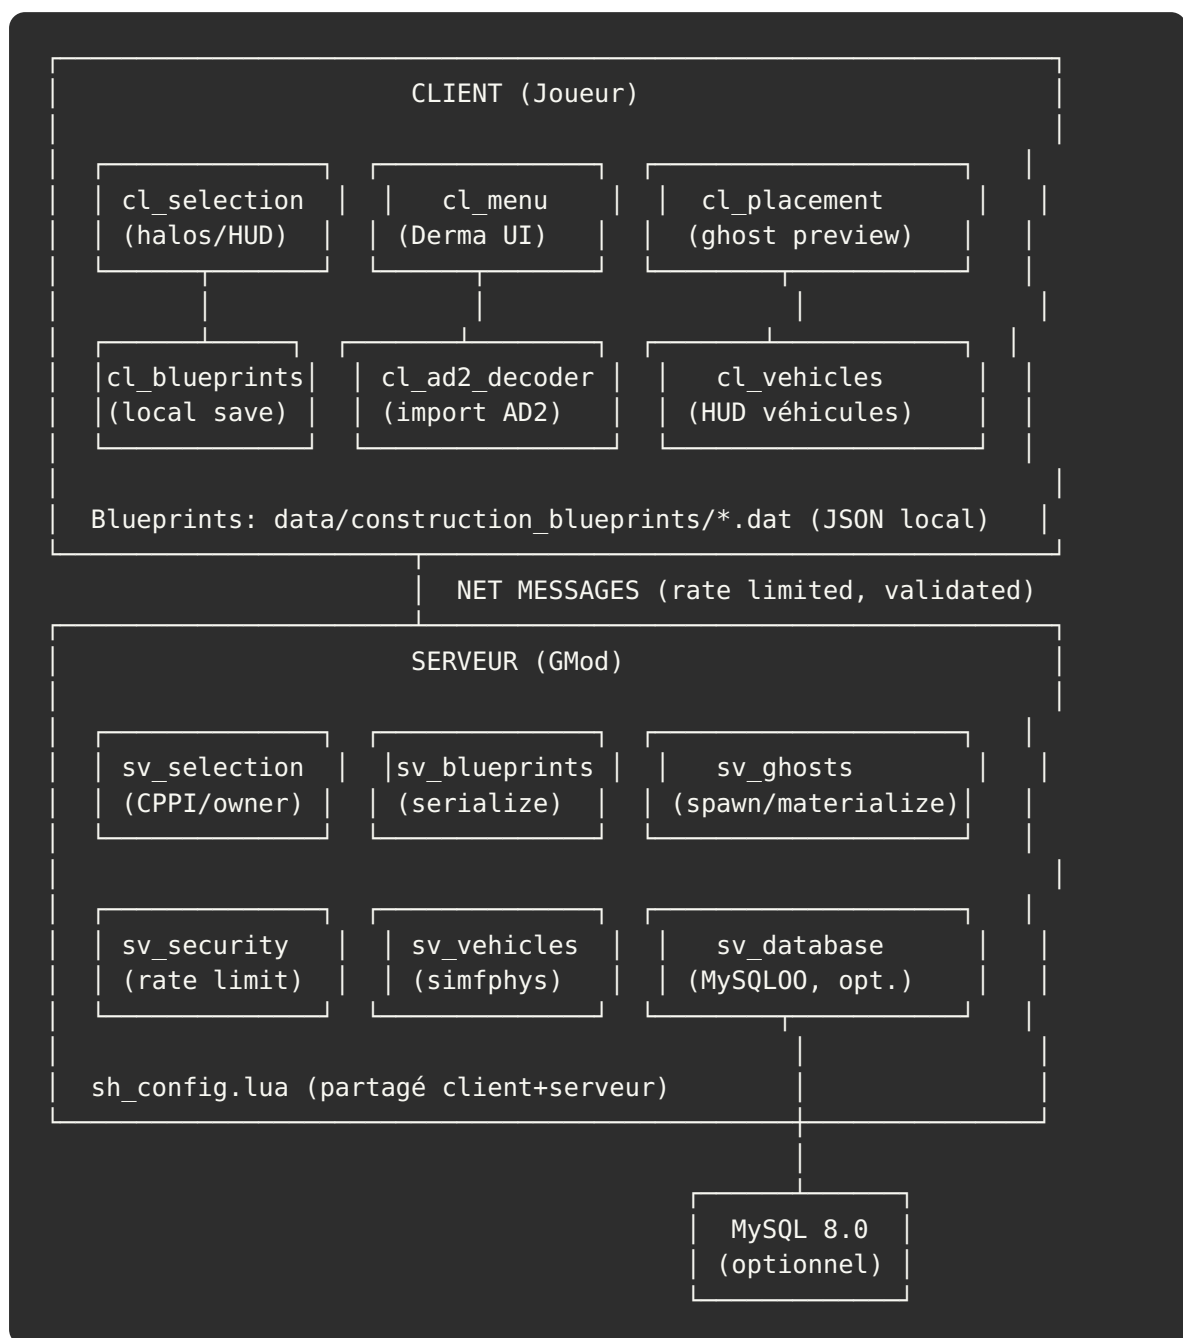 CLIENT (Joueur)
cl_selection cl_menu cl_placement
(halos/HUD) (Derma UI) (ghost preview)
cl_blueprints cl_ad2_decoder cl_vehicles
(local save) (import AD2) (HUD véhicules)
Blueprints: data/construction_blueprints/*.dat (JSON local)
NET MESSAGES (rate limited, validated)
SERVEUR (GMod)
sv_selection sv_blueprints sv_ghosts
(CPPI/owner) (serialize) (spawn/materialize)
sv_security sv_vehicles sv_database
(rate limit) (simfphys) (MySQLOO, opt.)
sh_config.lua (partagé client+serveur)
MySQL 8.0
(optionnel)